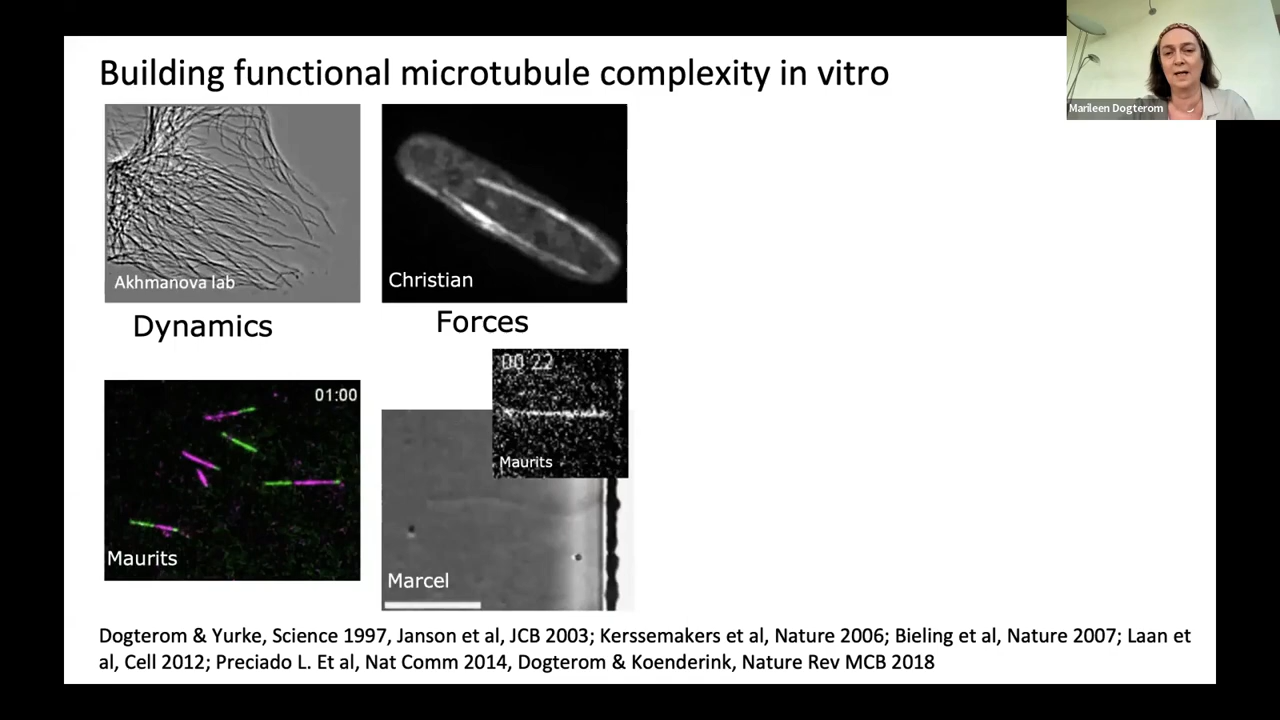 Building functional microtubule complexity in vitro
Marileen Dogterom
Akhmanova lab
Christian
Dynamics
Forces
00 22
Maurits
01:00
Maurits
Marcel
Dogterom & Yurke, Science 1997, Janson et al, JCB 2003; Kerssemakers et al, Nature 2006; Bieling et al, Nature 2007; Laan et
al, Cell 2012; Preciado L. Et al, Nat Comm 2014, Dogterom & Koenderink, Nature Rev MCB 2018